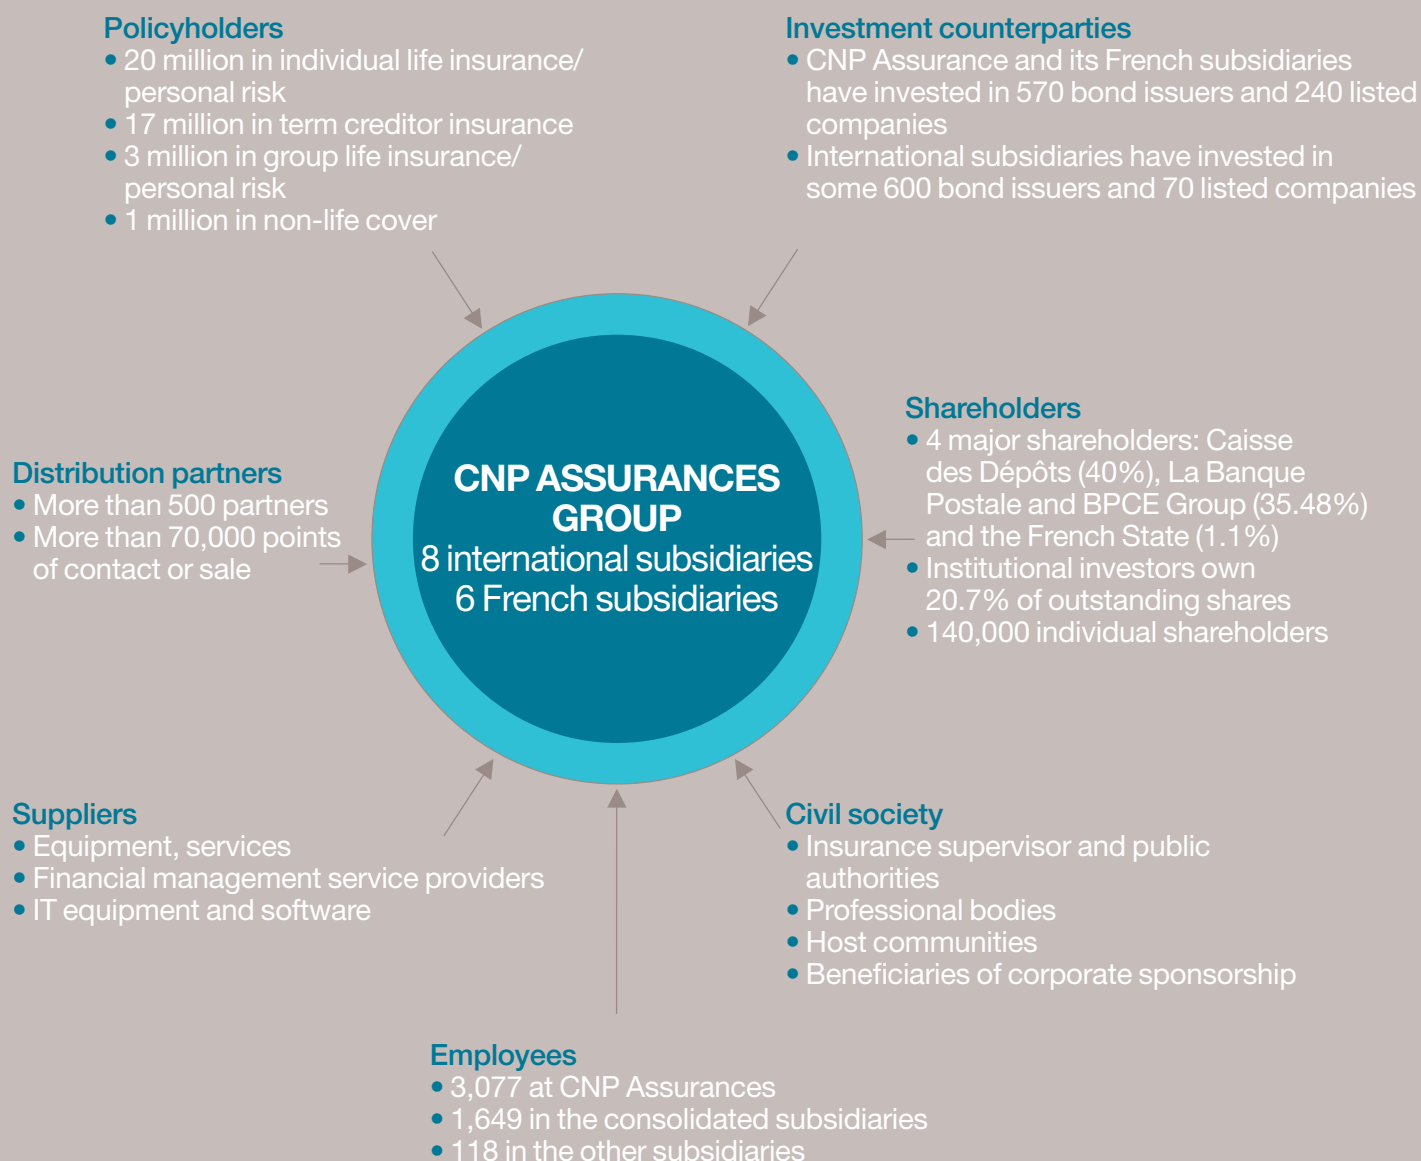 Policyholders
• 20 million in individual life insurance/
personal risk
• 17 million in term creditor insurance
• 3 million in group life insurance/
personal risk
• 1 million in non-life cover
Investment counterparties
• CNP Assurance and its French subsidiaries
have invested in 570 bond issuers and 240 listed
companies
• International subsidiaries have invested in
some 600 bond issuers and 70 listed companies
Distribution partners
• More than 500 partners
• More than 70,000 points
of contact or sale
CNP ASSURANCES
GROUP
8 international subsidiaries
6 French subsidiaries
Shareholders
• 4 major shareholders: Caisse
des Dépôts (40%), La Banque
Postale and BPCE Group (35.48%)
and the French State (1.1%)
• Institutional investors own
20.7% of outstanding shares
• 140,000 individual shareholders
Suppliers
• Equipment, services
• Financial management service providers
• IT equipment and software
Civil society
• Insurance supervisor and public
authorities
• Professional bodies
• Host communities
• Beneficiaries of corporate sponsorship
Employees
• 3,077 at CNP Assurances
• 1,649 in the consolidated subsidiaries
• 118 in the other subsidiaries